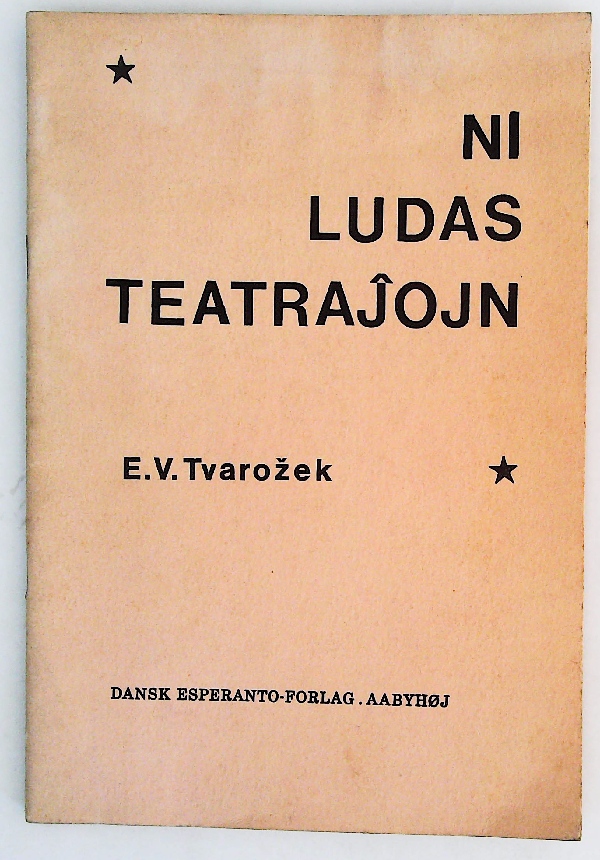 NI
LUDAS
TEATRAĴOJN
E.V. Tvarožek
DANSK ESPERANTO-FORLAG . AABYHØJ